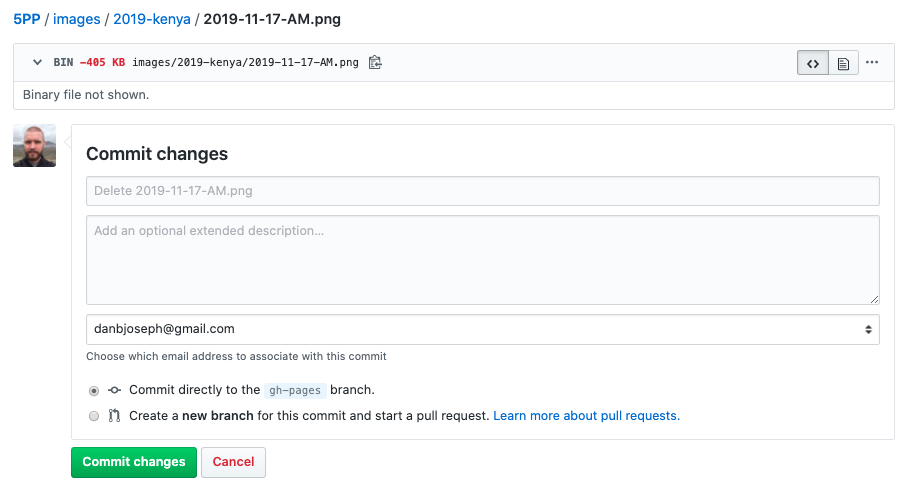 5PP / images / 2019-kenya / 2019-11-17-AM.png
BIN −405 KB images/2019-kenya/2019-11-17-AM.png
Binary file not shown.
Commit changes
Delete 2019-11-17-AM.png
Add an optional extended description...
danbjoseph@gmail.com
Choose which email address to associate with this commit
Commit directly to the gh-pages branch.
Create a new branch for this commit and start a pull request. Learn more about pull requests.
Commit changes Cancel